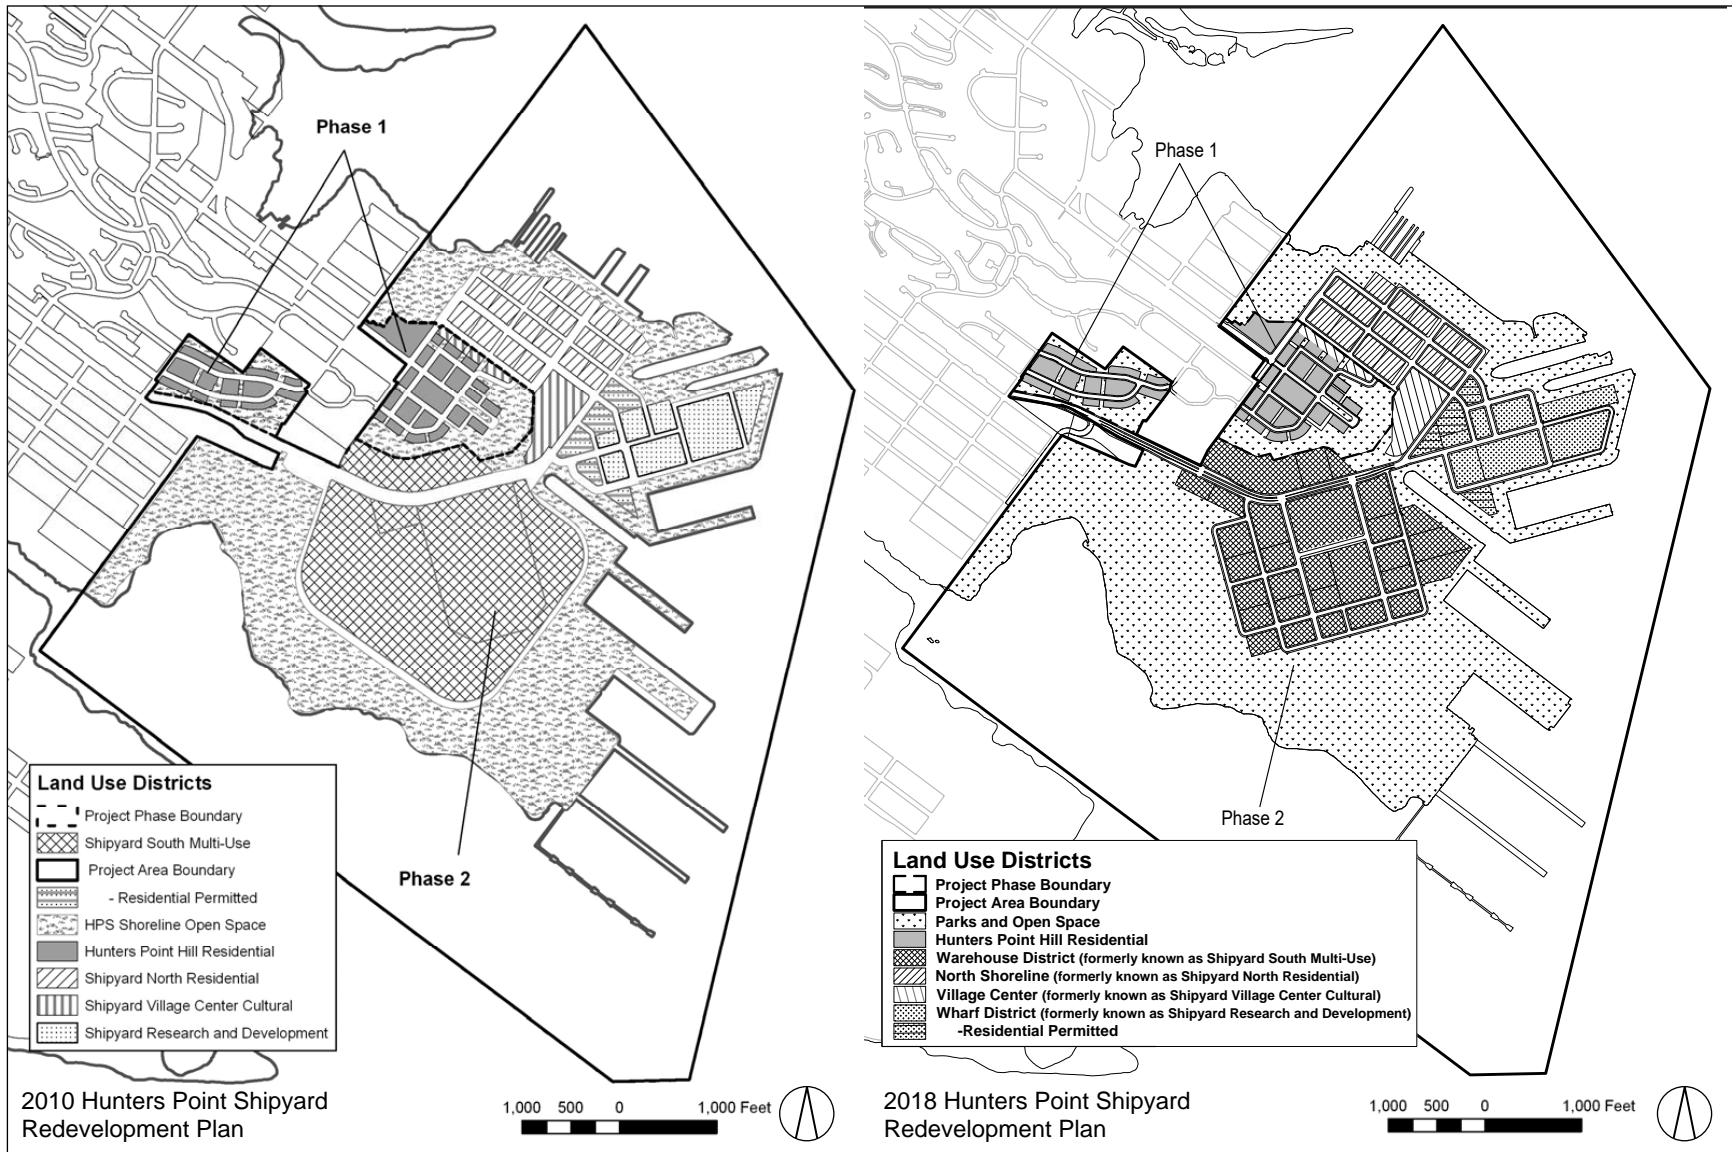 Phase 1
Phase 2
Land Use Districts
Project Phase Boundary
Shipyard South Multi-Use
Project Area Boundary
- Residential Permitted
HPS Shoreline Open Space
Hunters Point Hill Residential
Shipyard North Residential
Shipyard Village Center Cultural
Shipyard Research and Development
2010 Hunters Point Shipyard
Redevelopment Plan
1,000 500 0 1,000 Feet
Phase 1
Phase 2
Land Use Districts
Project Phase Boundary
Project Area Boundary
Parks and Open Space
Hunters Point Hill Residential
Warehouse District (formerly known as Shipyard South Multi-Use)
North Shoreline (formerly known as Shipyard North Residential)
Village Center (formerly known as Shipyard Village Center Cultural)
Wharf District (formerly known as Shipyard Research and Development)
-Residential Permitted
2018 Hunters Point Shipyard
Redevelopment Plan
1,000 500 0 1,000 Feet